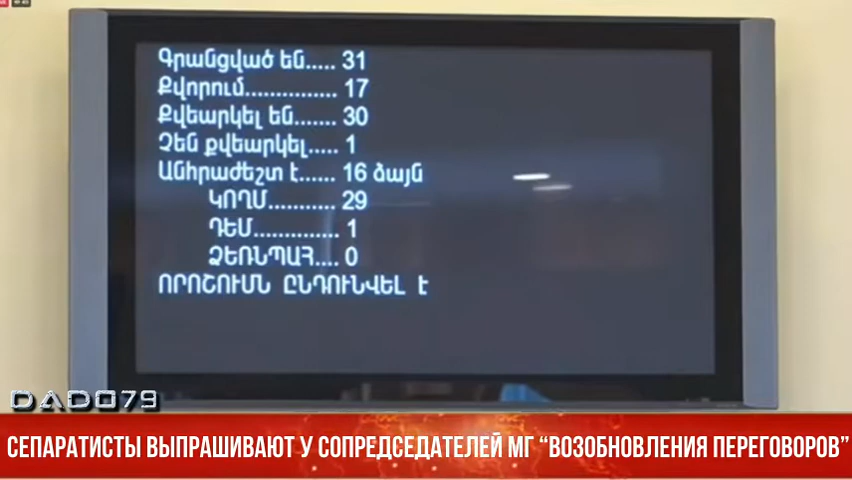 Գրանցված են..... 31
Քվորում............... 17
Քվեարկել են....... 30
Չեն քվեարկել..... 1
Անհրաժեշտ է...... 16 ձայն
ԿՈՂՄ........... 29
ԴԵՄ.............. 1
ՁԵՌՆՊԱՀ.... 0
ՈՐՈՇՈՒՄՆ ԸՆԴՈՒՆՎԵԼ է
DADO79
СЕПАРАТИСТЫ ВЫПРАШИВАЮТ У СОПРЕДСЕДАТЕЛЕЙ МГ “ВОЗОБНОВЛЕНИЯ ПЕРЕГОВОРОВ”